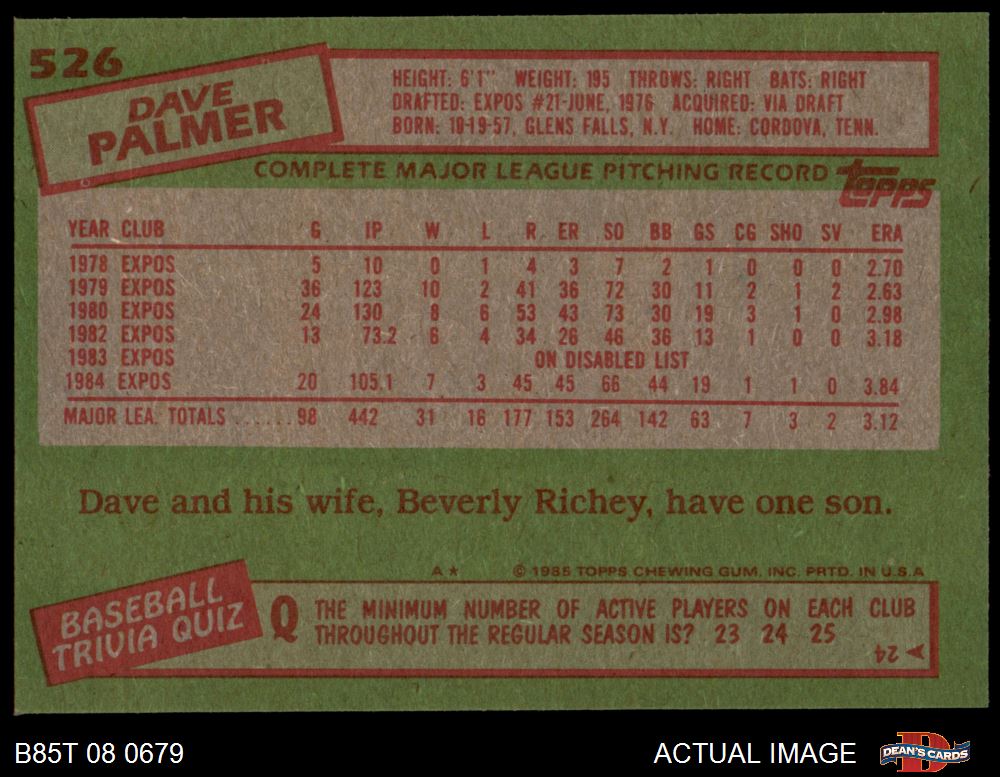 526
DAVE
PALMER
HEIGHT: 6'1" WEIGHT: 195 THROWS: RIGHT BATS: RIGHT
DRAFTED: EXPOS #21-JUNE, 1976 ACQUIRED: VIA DRAFT
BORN: 10-19-57, GLENS FALLS, N.Y. HOME: CORDOVA, TENN.
COMPLETE MAJOR LEAGUE PITCHING RECORD topps
YEAR CLUB G IP W L R ER SO BB GS CG SHO SV ERA
1978 EXPOS 5 10 0 1 4 3 7 2 1 0 0 0 2.70
1979 EXPOS 36 123 10 2 41 36 72 30 11 2 1 2 2.63
1980 EXPOS 24 130 8 6 53 43 73 30 19 3 1 0 2.98
1982 EXPOS 13 73.2 6 4 34 26 46 36 13 1 0 0 3.18
1983 EXPOS ON DISABLED LIST
1984 EXPOS 20 105.1 7 3 45 45 66 44 19 1 1 0 3.84
MAJOR LEA. TOTALS ...... 98 442 31 16 177 153 264 142 63 7 3 2 3.12
Dave and his wife, Beverly Richey, have one son.
A★ © 1985 TOPPS CHEWING GUM, INC. PRTD. IN U.S.A
BASEBALL
TRIVIA QUIZ
Q THE MINIMUM NUMBER OF ACTIVE PLAYERS ON EACH CLUB
THROUGHOUT THE REGULAR SEASON IS? 23 24 25
24
B85T 08 0679
ACTUAL IMAGE
D
DEAN'S CARDS